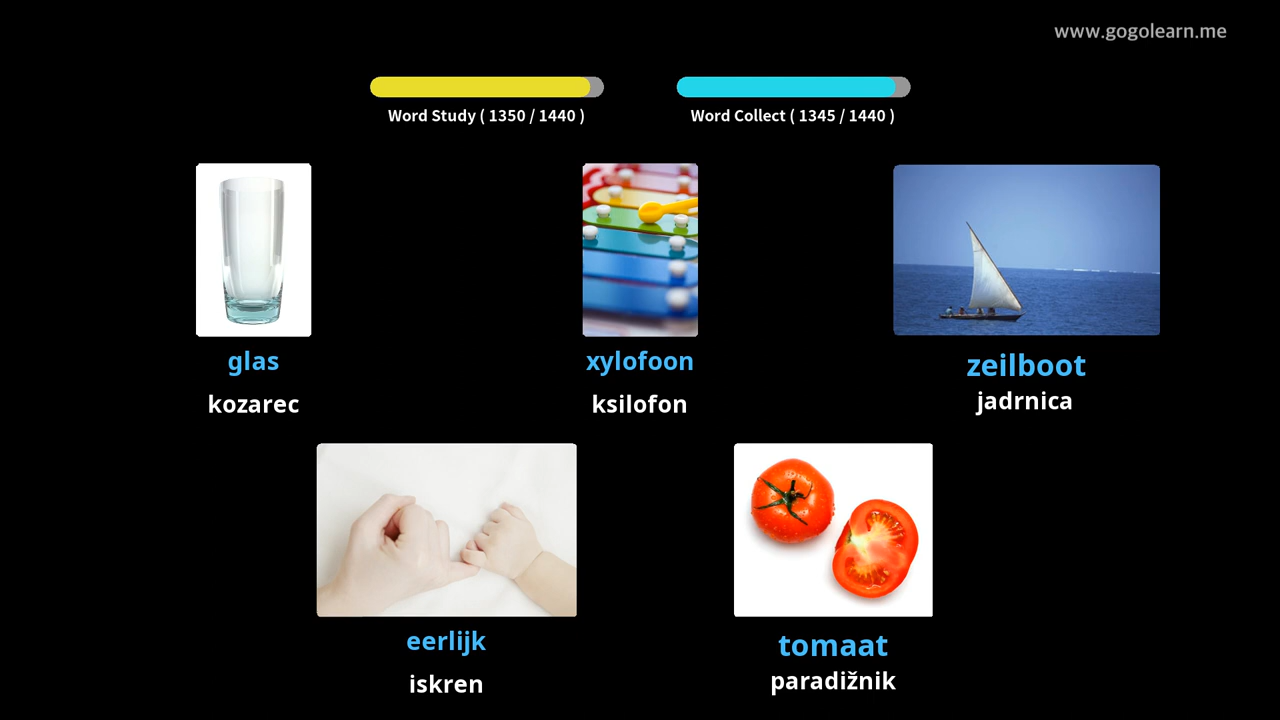 www.gogolearn.me
Word Study ( 1350 / 1440 )
Word Collect ( 1345 / 1440 )
glas
kozarec
xylofoon
ksilofon
zeilboot
jadrnica
eerlijk
iskren
tomaat
paradižnik